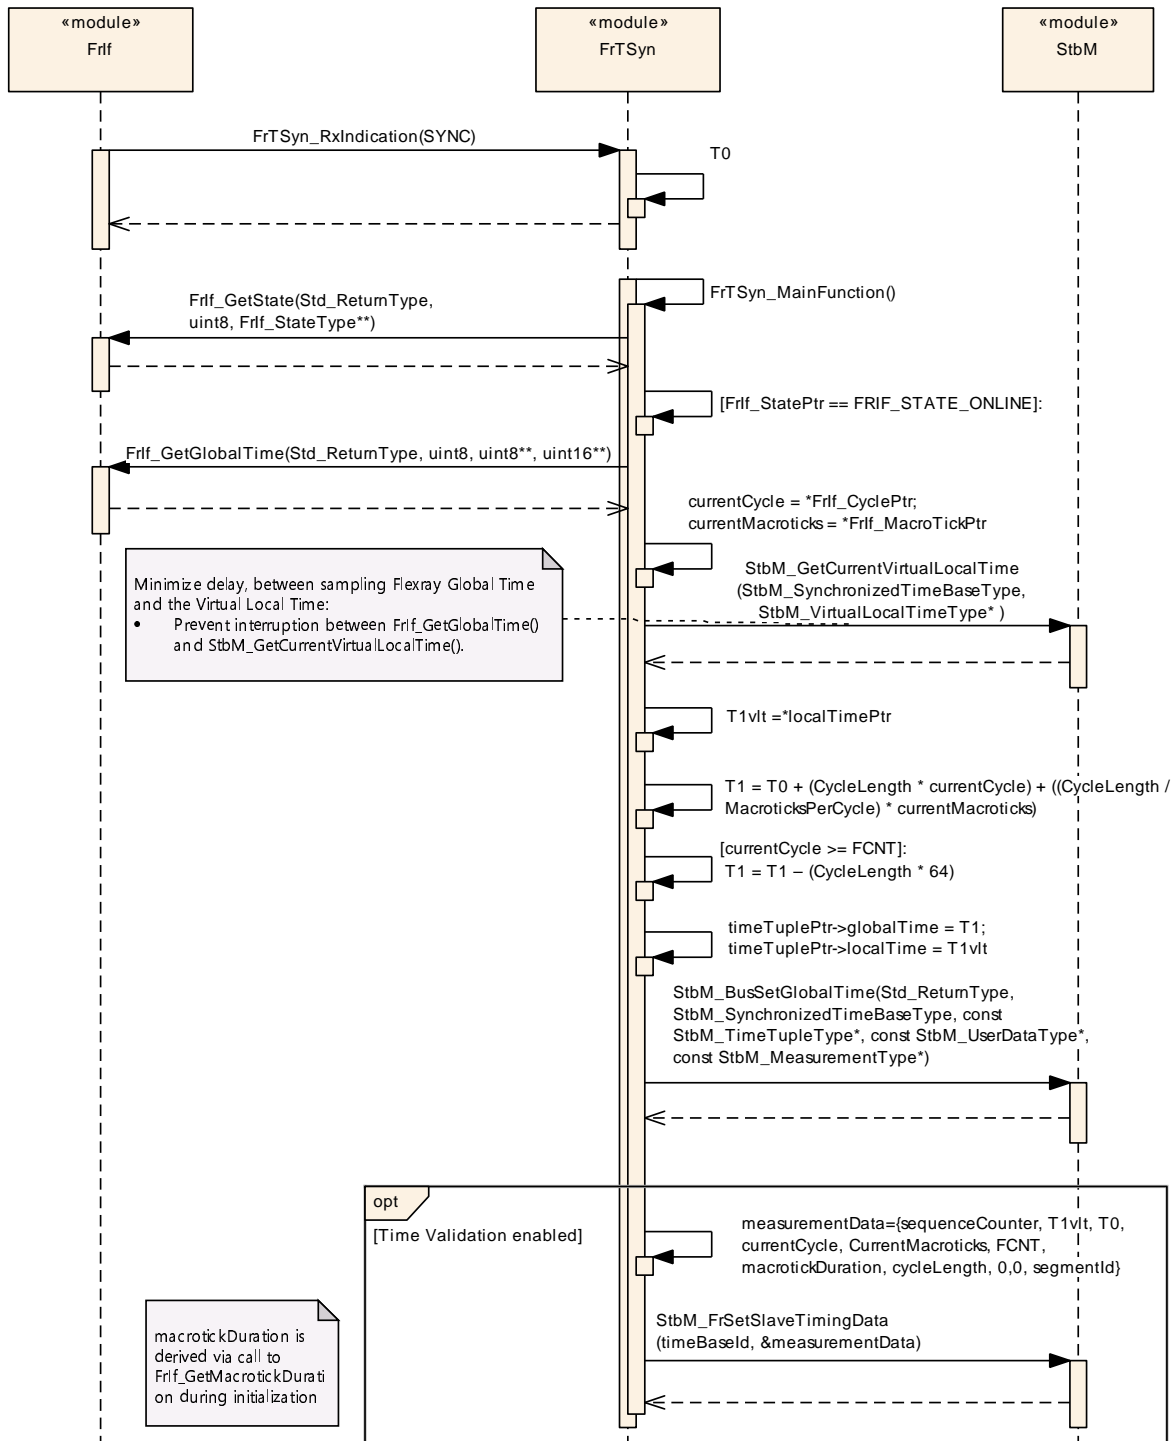 «module»
FrIf
«module»
FrTSyn
«module»
StbM
FrTSyn_RxIndication(SYNC)
T0
FrTSyn_MainFunction()
FrIf_GetState(Std_ReturnType,
uint8, FrIf_StateType**)
[FrIf_StatePtr == FRIF_STATE_ONLINE]:
FrIf_GetGlobalTime(Std_ReturnType, uint8, uint8**, uint16**)
currentCycle = *FrIf_CyclePtr;
currentMacroticks = *FrIf_MacroTickPtr
Minimize delay, between sampling Flexray Global Time
and the Virtual Local Time:
• Prevent interruption between FrIf_GetGlobalTime()
and StbM_GetCurrentVirtualLocalTime().
StbM_GetCurrentVirtualLocalTime
(StbM_SynchronizedTimeBaseType,
StbM_VirtualLocalTimeType* )
T1vlt =*localTimePtr
T1 = T0 + (CycleLength * currentCycle) + ((CycleLength /
MacroticksPerCycle) * currentMacroticks)
[currentCycle >= FCNT]:
T1 = T1 – (CycleLength * 64)
timeTuplePtr->globalTime = T1;
timeTuplePtr->localTime = T1vlt
StbM_BusSetGlobalTime(Std_ReturnType,
StbM_SynchronizedTimeBaseType, const
StbM_TimeTupleType*, const StbM_UserDataType*,
const StbM_MeasurementType*)
opt
[Time Validation enabled]
measurementData={sequenceCounter, T1vlt, T0,
currentCycle, CurrentMacroticks, FCNT,
macrotickDuration, cycleLength, 0,0, segmentId}
macrotickDuration is
derived via call to
FrIf_GetMacrotickDurati
on during initialization
StbM_FrSetSlaveTimingData
(timeBaseId, &measurementData)